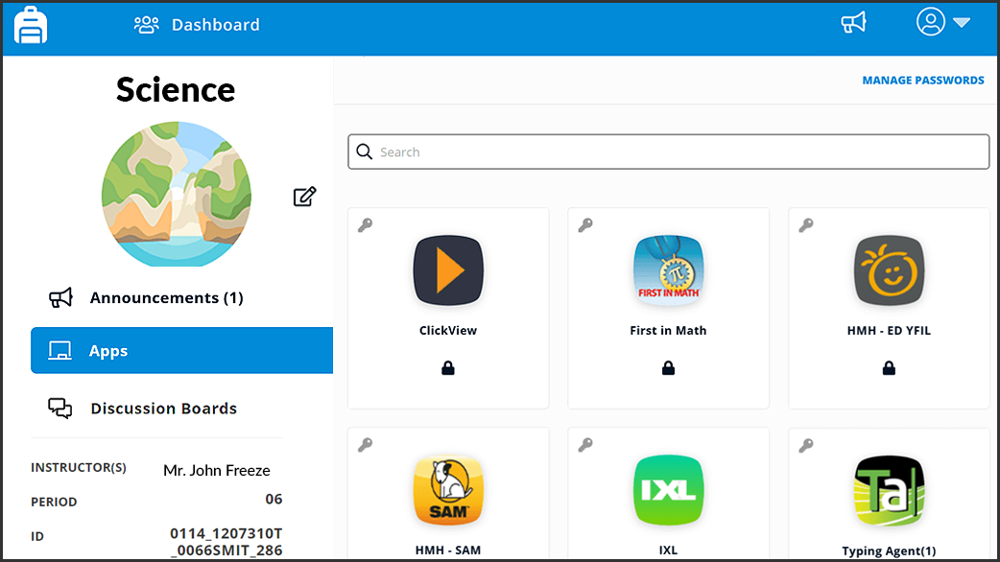 Dashboard
Science
MANAGE PASSWORDS
Search
Announcements (1)
Apps
Discussion Boards
INSTRUCTOR(S) Mr. John Freeze
PERIOD 06
ID 0114_1207310T
_0066SMIT_286
ClickView
π
FIRST IN MATH
First in Math
HMH - ED YFIL
SAM
HMH - SAM
IXL
IXL
Ta
Typing Agent(1)